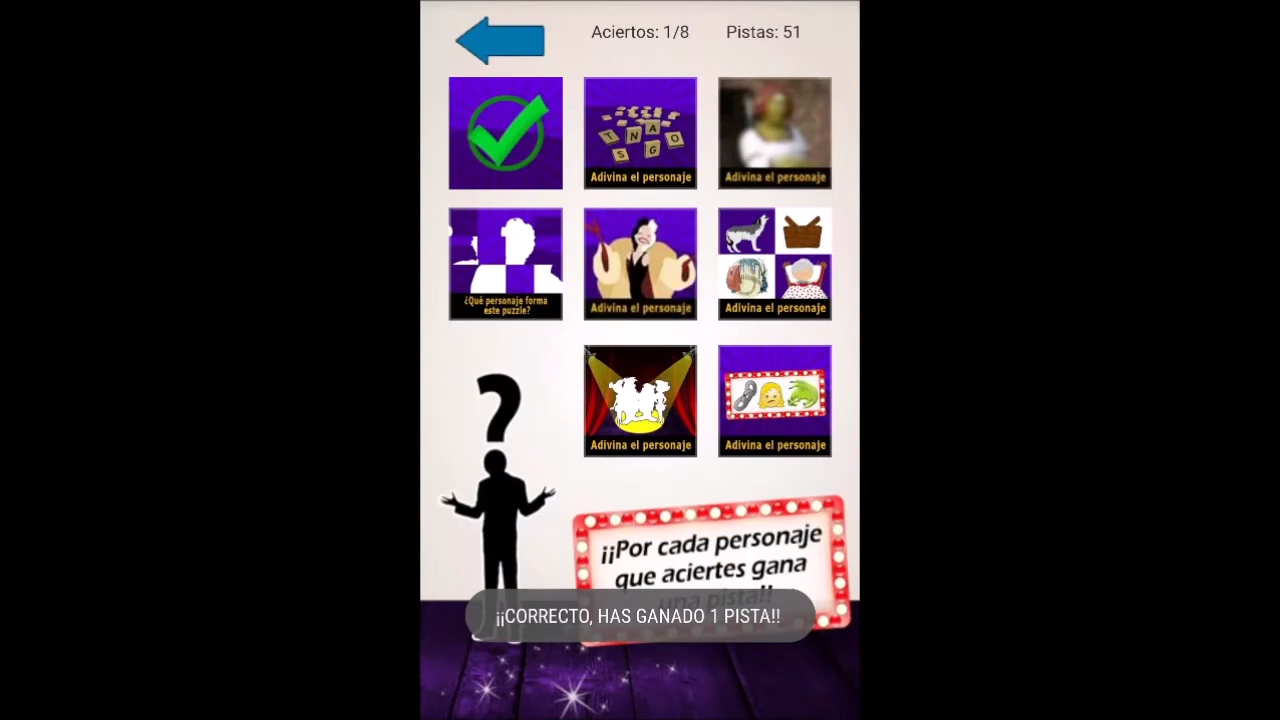 Aciertos: 1/8
Pistas: 51
T N A O S G
Adivina el personaje
Adivina el personaje
¿Qué personaje forma
este puzzle?
Adivina el personaje
Adivina el personaje
Adivina el personaje
Adivina el personaje
?
¡¡Por cada personaje
que aciertes gana
una pista!!
¡¡CORRECTO, HAS GANADO 1 PISTA!!